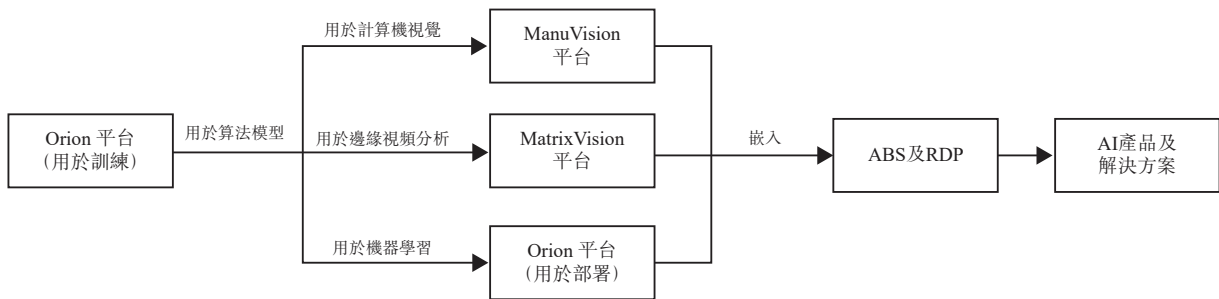 用於計算機視覺
ManuVision
平台
Orion 平台
（用於訓練）
用於算法模型
用於邊緣視頻分析
MatrixVision
平台
嵌入
ABS及RDP
AI產品及
解決方案
用於機器學習
Orion 平台
（用於部署）